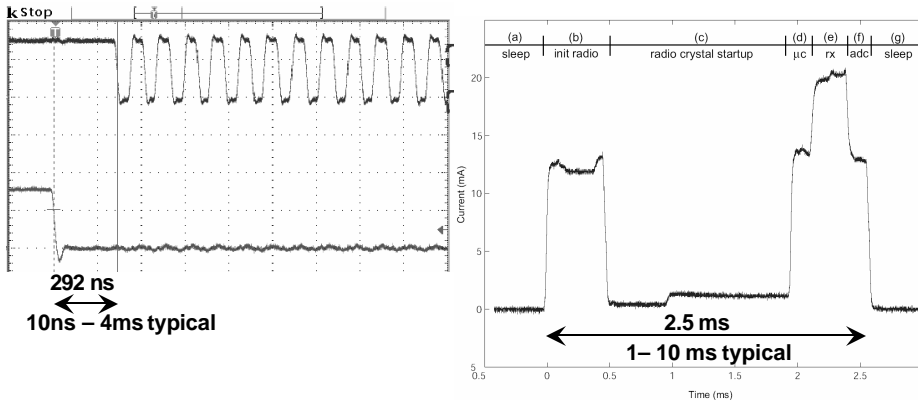 k Stop
292 ns
10ns – 4ms typical
(a) (b) (c) (d) (e) (f) (g)
sleep init radio radio crystal startup µc rx adc sleep
20
15
10
5
0
5
Current (mA)
2.5 ms
1– 10 ms typical
0.5 0 0.5 1 1.5 2 2.5
Time (ms)